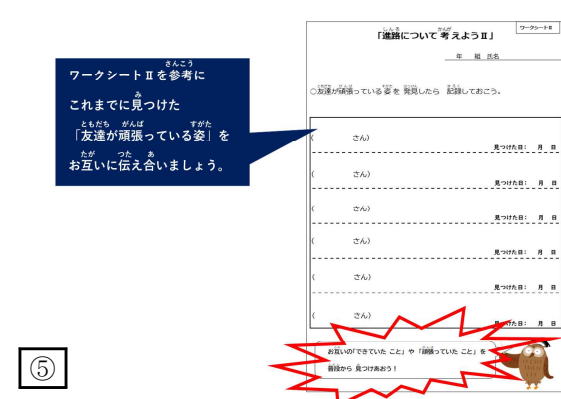 ワークシートⅡを参考に
これまでに見つけた
「友達が頑張っている姿」を
お互いに伝え合いましょう。
⑤
ワークシートⅡ
「進路について考えようⅡ」
年 組 氏名
○友達が頑張っている姿を発見したら 記録しておこう。
( さん)
見つけた日： 月 日
( さん)
見つけた日： 月 日
( さん)
見つけた日： 月 日
( さん)
見つけた日： 月 日
( さん)
見つけた日： 月 日
( さん)
見つけた日： 月 日
お互いの「できていた こと」や「頑張っていた こと」を
普段から 見つけあおう！